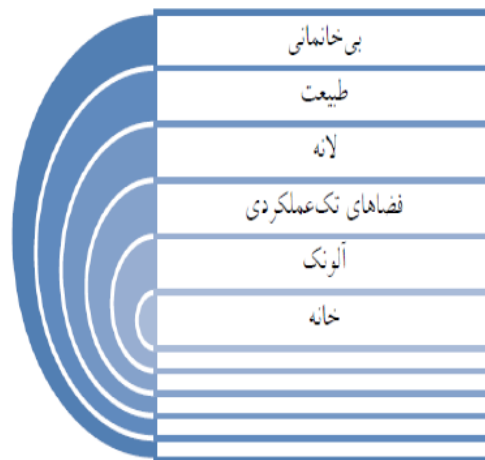 بی‌خانمانی
طبیعت
لانه
فضاهای تک‌عملکردی
آلونک
خانه